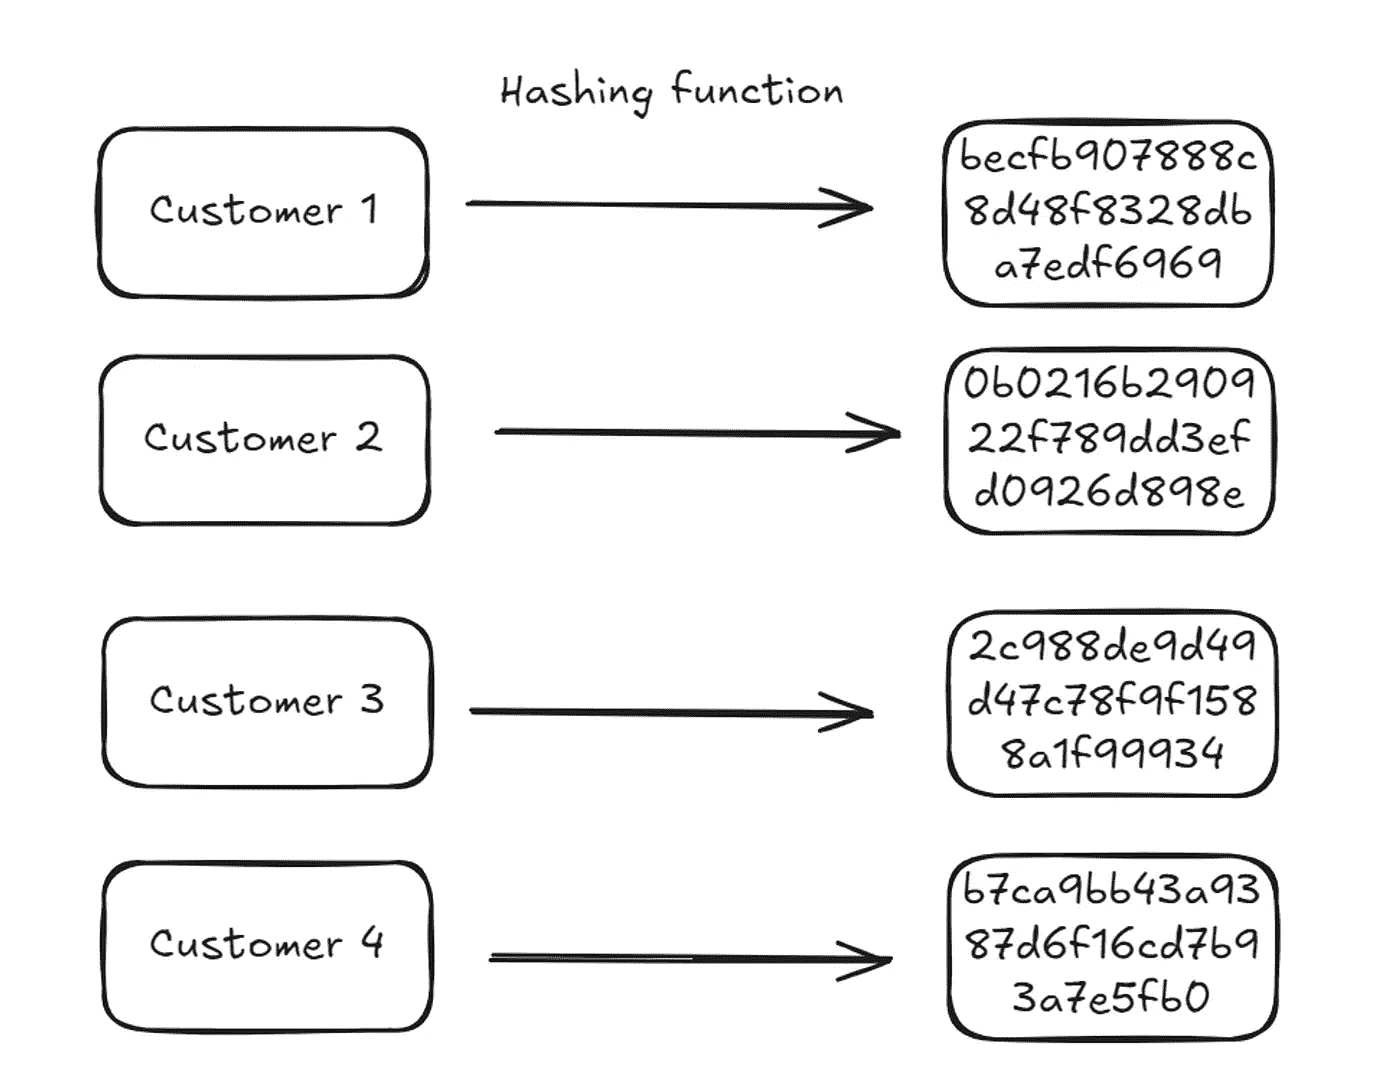 Hashing function
Customer 1
becfb907888c
8d48f8328db
a7edf6969
Customer 2
0b0216b2909
22f789dd3ef
d0926d898e
Customer 3
2c988de9d49
d47c78f9f158
8a1f99934
Customer 4
b7ca9bb43a93
87d6f16cd7b9
3a7e5fb0